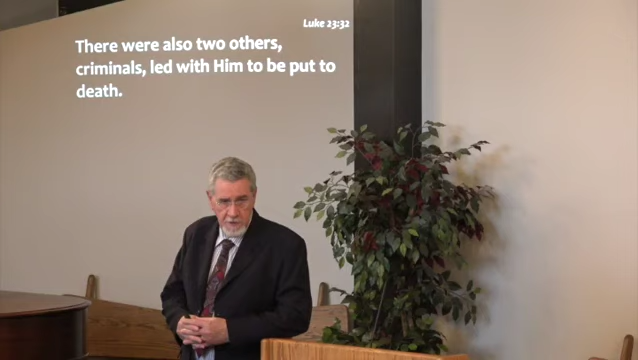 Luke 23:32
There were also two others,
criminals, led with Him to be put to
death.